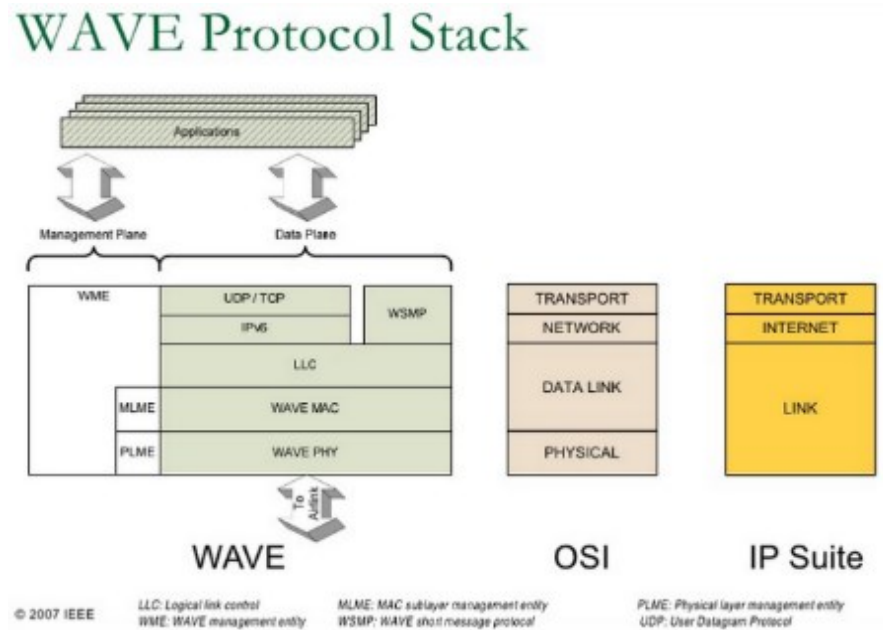 WAVE Protocol Stack
Applications
Management Plane
Data Plane
WME
UDP / TCP
IPv6
WSMP
LLC
MLME
WAVE MAC
PLME
WAVE PHY
To
Airlink
WAVE
TRANSPORT
NETWORK
DATA LINK
PHYSICAL
OSI
TRANSPORT
INTERNET
LINK
IP Suite
© 2007 IEEE
LLC: Logical link control
WME: WAVE management entity
MLME: MAC sublayer management entity
WSMP: WAVE short message protocol
PLME: Physical layer management entity
UDP: User Datagram Protocol